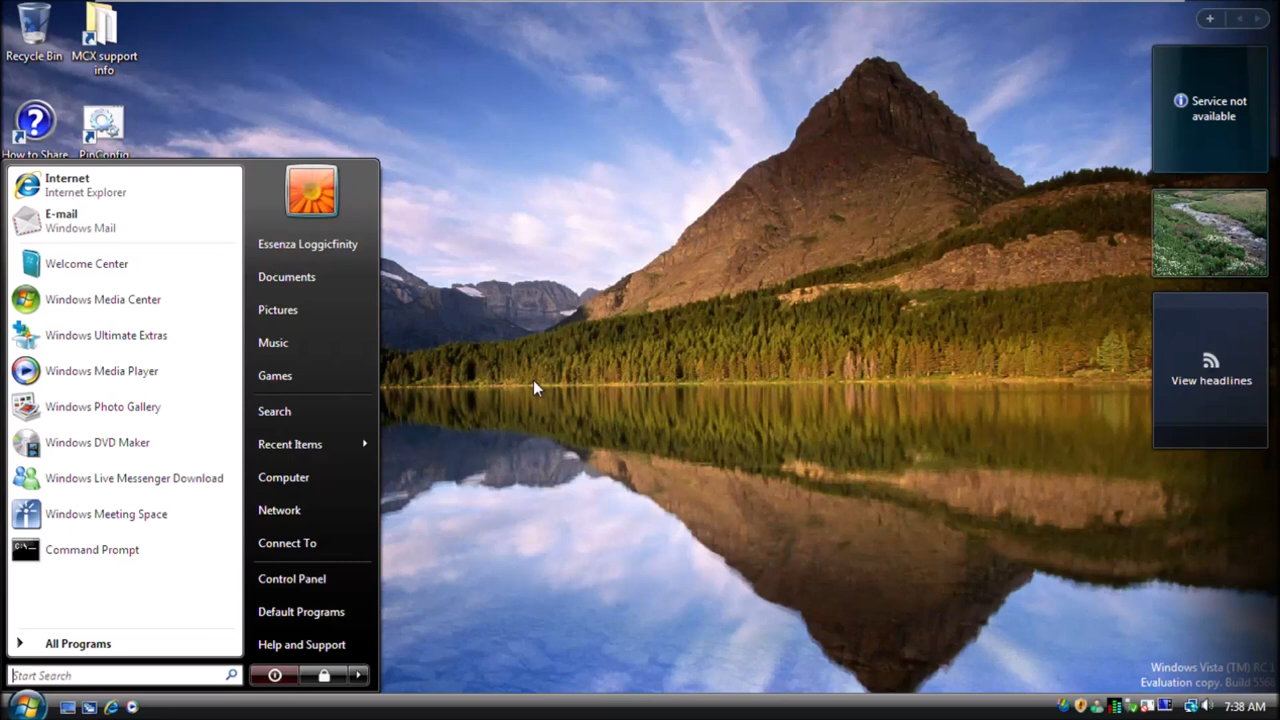 Recycle Bin
MCX support
info
How to Share
PinConfig
Internet
Internet Explorer
E-mail
Windows Mail
Welcome Center
Windows Media Center
Windows Ultimate Extras
Windows Media Player
Windows Photo Gallery
Windows DVD Maker
Windows Live Messenger Download
Windows Meeting Space
Command Prompt
All Programs
Start Search
Essenza Loggicfinity
Documents
Pictures
Music
Games
Search
Recent Items
Computer
Network
Connect To
Control Panel
Default Programs
Help and Support
Service not
available
View headlines
Windows Vista (TM) RC 1
Evaluation copy. Build
7:38 AM